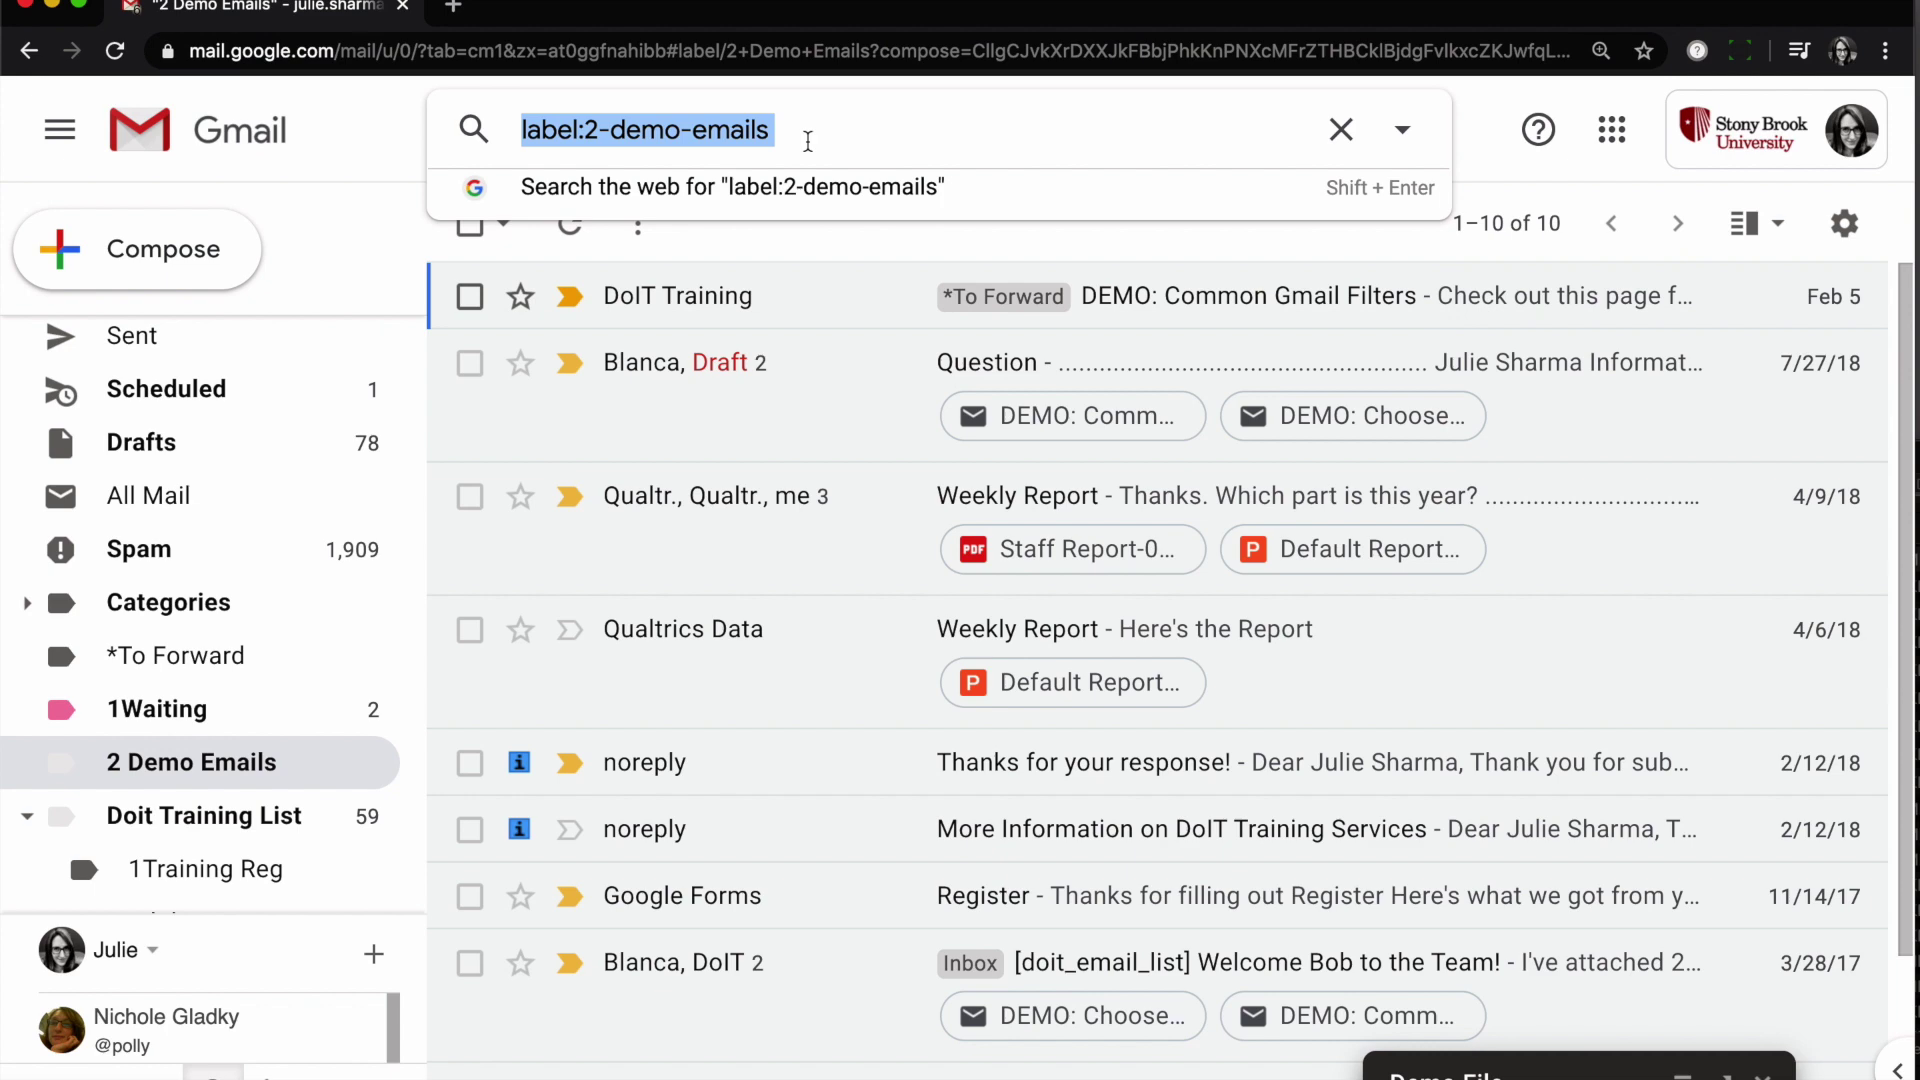 "2 Demo Emails" - julie.sharma
mail.google.com/mail/u/0/?tab=cm1&zx=at0ggfnahibb#label/2+Demo+Emails?compose=CllgCJvkXrDXXJkFBbjPhkKnPNXcMFrZTHBCklBjdgFvlkxcZKJwfqL...
Gmail
label:2-demo-emails
Stony Brook
University
Search the web for "label:2-demo-emails"
Shift + Enter
Compose
1–10 of 10
Sent
Scheduled 1
Drafts 78
All Mail
Spam 1,909
Categories
*To Forward
1Waiting 2
2 Demo Emails
Doit Training List 59
1Training Reg
Julie
Nichole Gladky
@polly
DoIT Training *To Forward DEMO: Common Gmail Filters - Check out this page f... Feb 5
Blanca, Draft 2 Question - .................................................. Julie Sharma Informat... 7/27/18
DEMO: Comm... DEMO: Choose...
Qualtr., Qualtr., me 3 Weekly Report - Thanks. Which part is this year? ............................... 4/9/18
PDF Staff Report-0... P Default Report...
Qualtrics Data Weekly Report - Here's the Report 4/6/18
P Default Report...
noreply Thanks for your response! - Dear Julie Sharma, Thank you for sub... 2/12/18
noreply More Information on DoIT Training Services - Dear Julie Sharma, T... 2/12/18
Google Forms Register - Thanks for filling out Register Here's what we got from y... 11/14/17
Blanca, DoIT 2 Inbox [doit_email_list] Welcome Bob to the Team! - I've attached 2... 3/28/17
DEMO: Choose... DEMO: Comm...